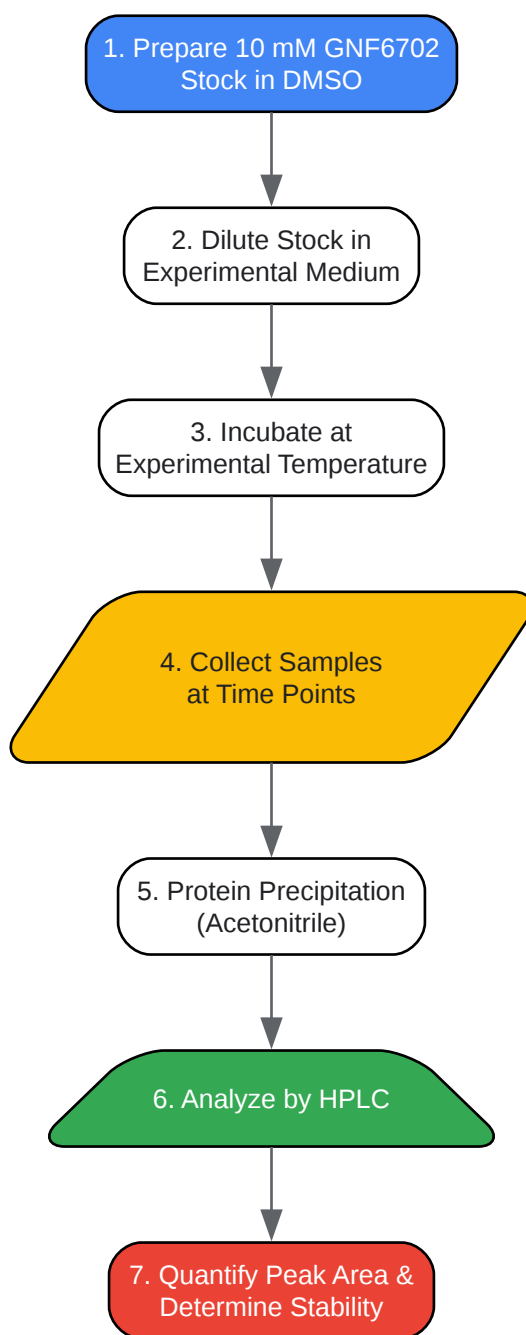 1. Prepare 10 mM GNF6702
Stock in DMSO
2. Dilute Stock in
Experimental Medium
3. Incubate at
Experimental Temperature
4. Collect Samples
at Time Points
5. Protein Precipitation
(Acetonitrile)
6. Analyze by HPLC
7. Quantify Peak Area &
Determine Stability